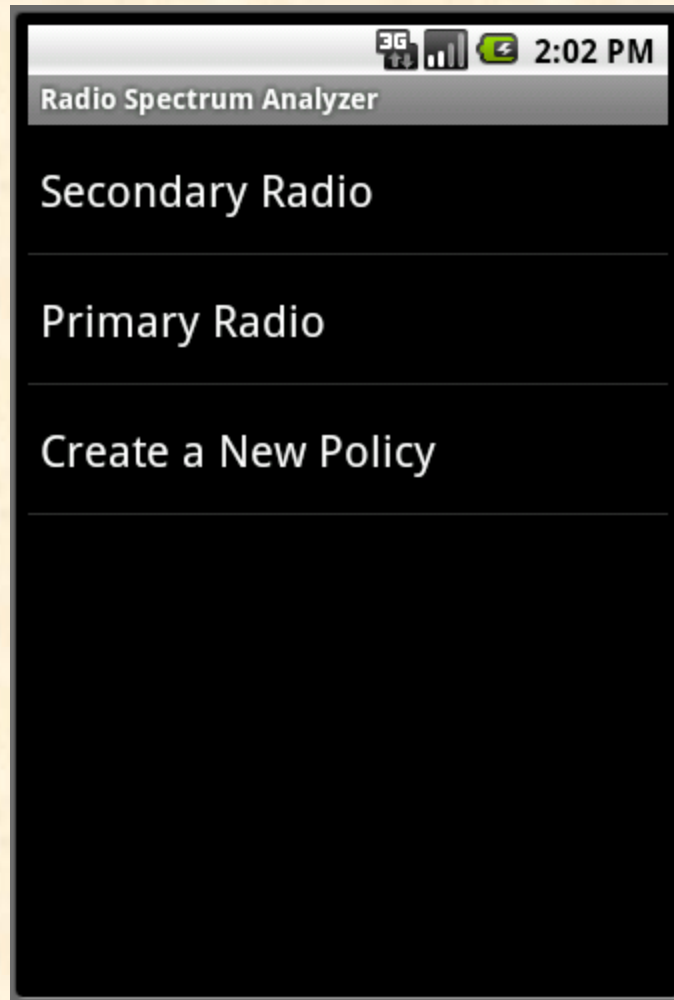 3G 2:02 PM
Radio Spectrum Analyzer
Secondary Radio
Primary Radio
Create a New Policy